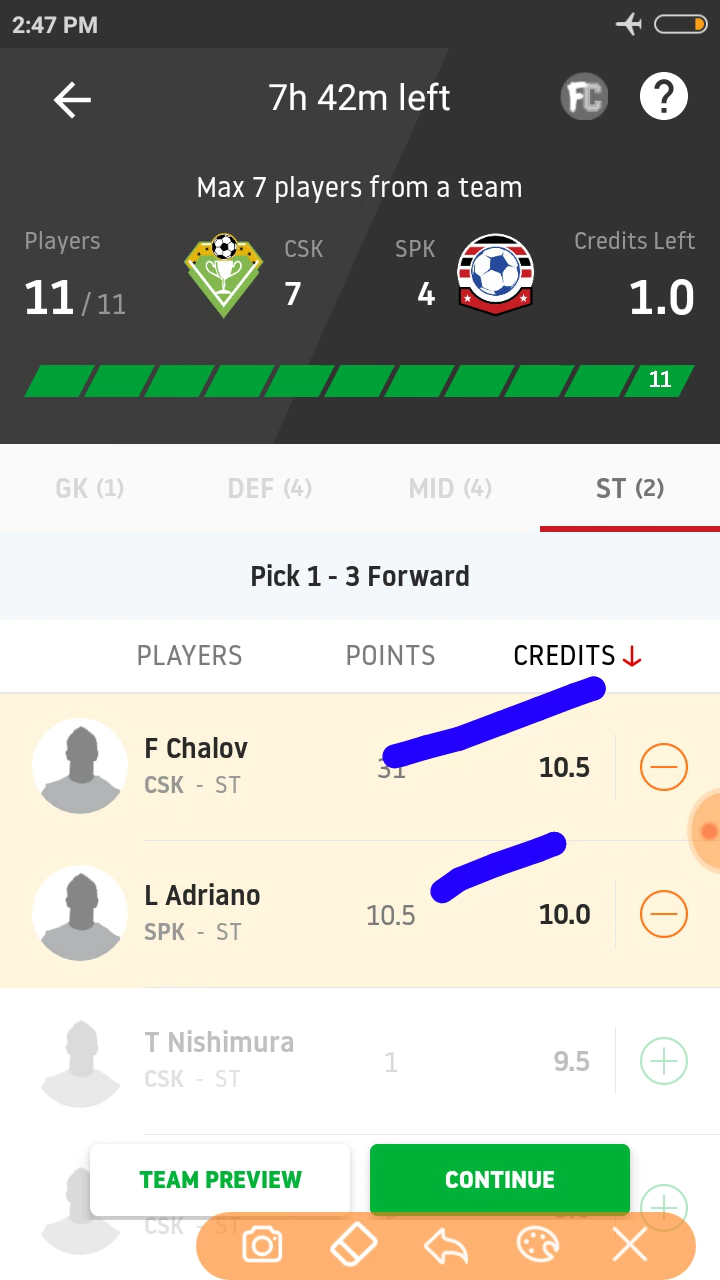 2:47 PM
7h 42m left
FC
?
Max 7 players from a team
Players
CSK
SPK
Credits Left
11 / 11
7
4
1.0
11
GK (1)
DEF (4)
MID (4)
ST (2)
Pick 1 - 3 Forward
PLAYERS
POINTS
CREDITS
F Chalov
CSK - ST
31
10.5
L Adriano
SPK - ST
10.5
10.0
T Nishimura
CSK - ST
1
9.5
TEAM PREVIEW
CONTINUE
CSK - ST